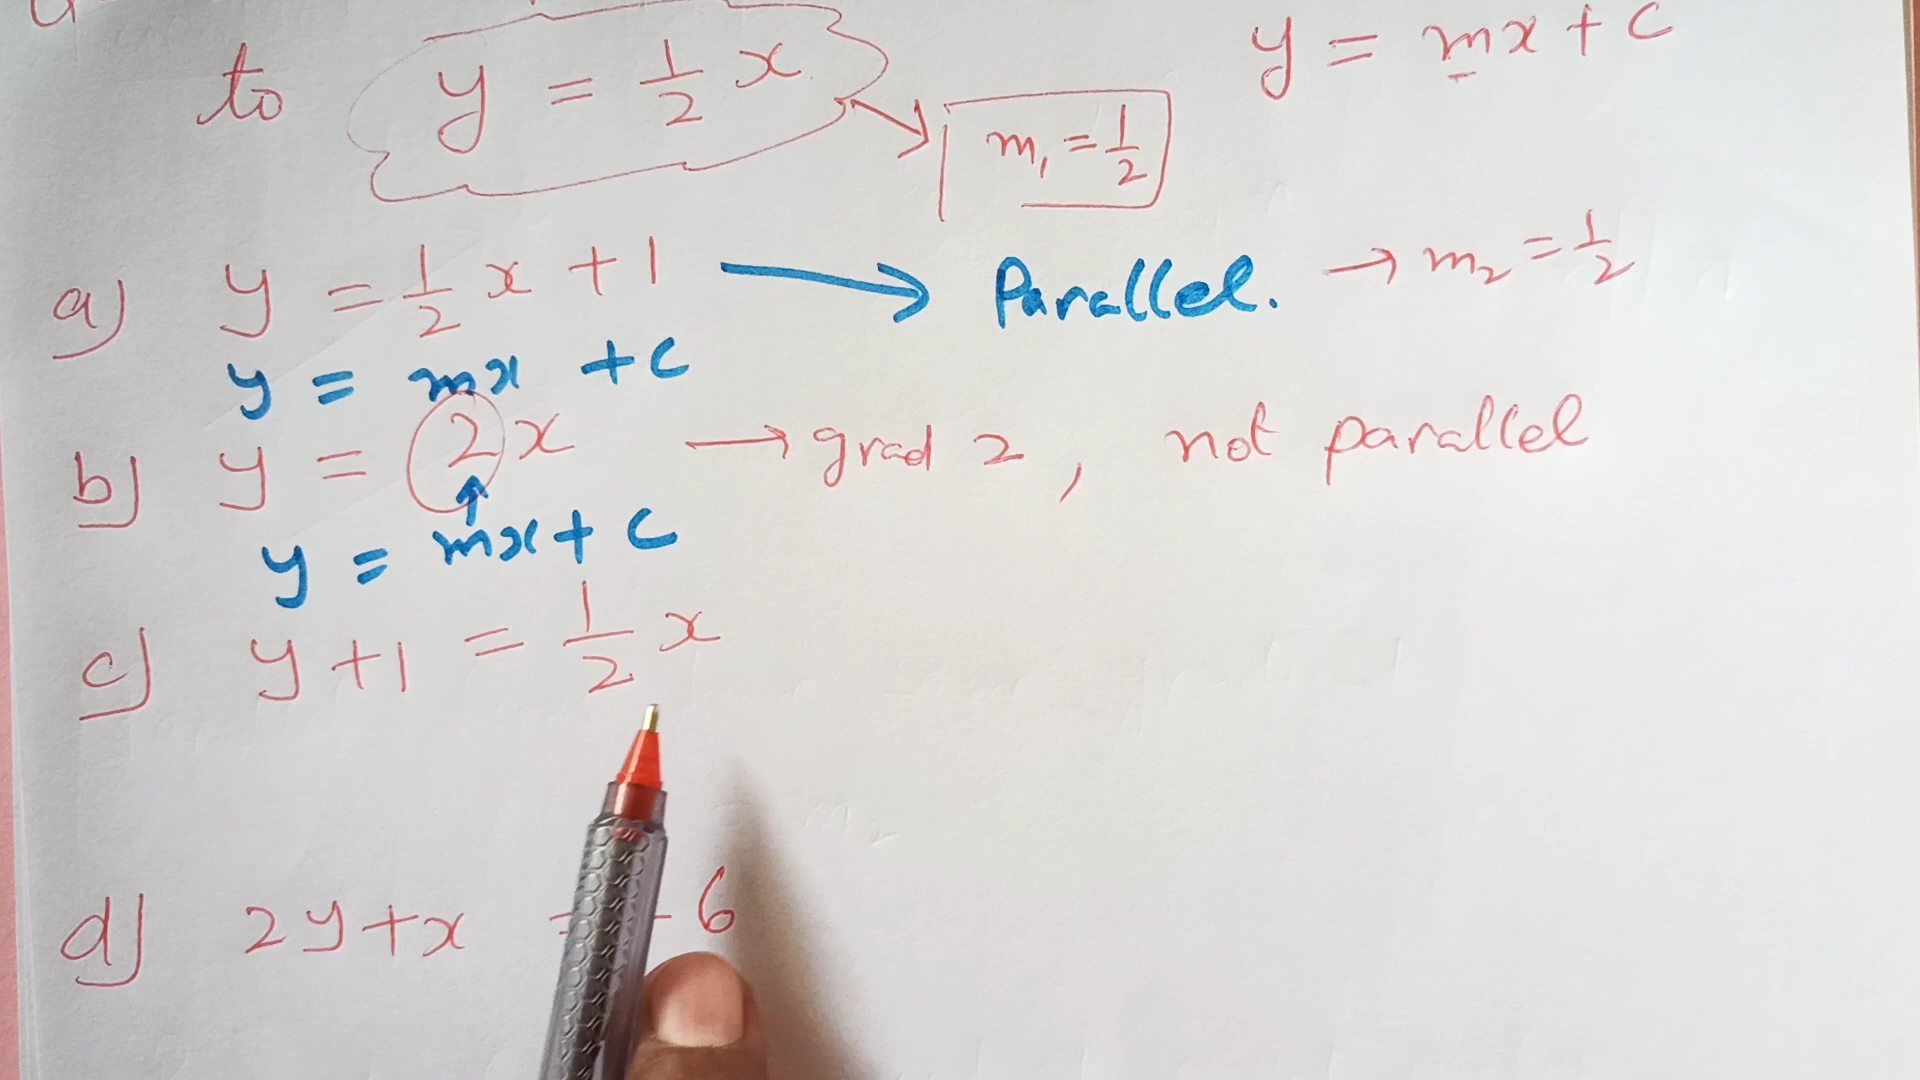 to y = 1/2 x
y = mx + c
m₁ = 1/2
a) y = 1/2 x + 1 → Parallel. → m₂ = 1/2
y = mx + c
b) y = 2x → grad 2, not parallel
y = mx + c
c) y + 1 = 1/2 x
d) 2y + x = - 6